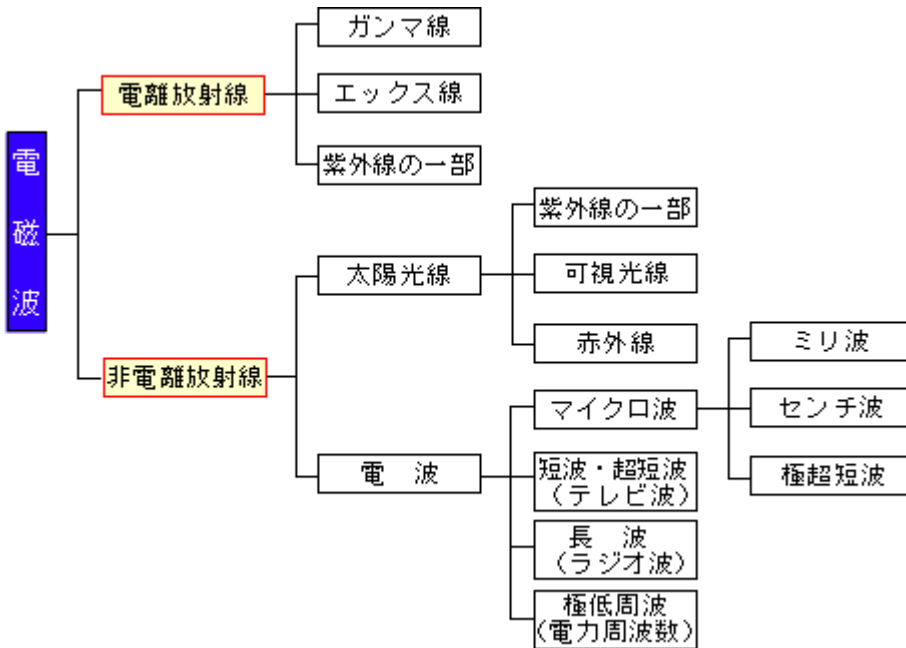 電磁波
電離放射線
ガンマ線
エックス線
紫外線の一部
非電離放射線
太陽光線
紫外線の一部
可視光線
赤外線
電　波
マイクロ波
ミリ波
センチ波
極超短波
短波・超短波
（テレビ波）
長　波
（ラジオ波）
極低周波
(電力周波数)